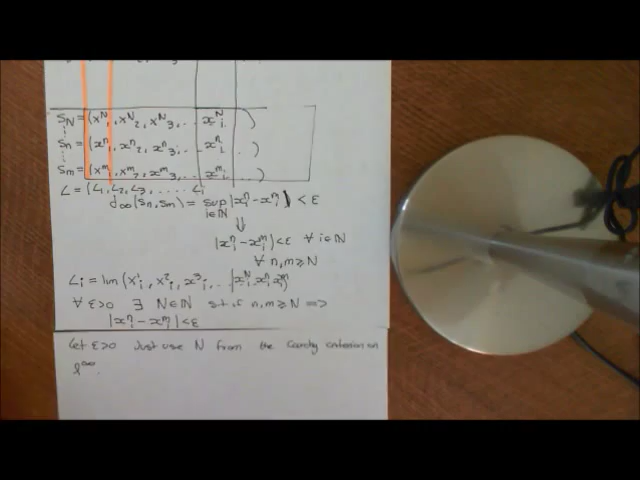 S_N = (x^N_1, x^N_2, x^N_3, .. x^N_i . )
S_n = (x^n_1, x^n_2, x^n_3, .. x^n_i . )
S_m = (x^m_1, x^m_2, x^m_3, ... x^m_i .. )
L = (L_1, L_2, L_3, ..... L_i
d_∞(S_n, S_m) = sup_{i∈ℕ} |x^n_i - x^m_i| < ε
⇓
|x^n_i - x^m_i| < ε ∀ i∈ℕ
∀ n,m ≥ N
L_i = lim (x^1_i, x^2_i, x^3_i, .. x^N_i x^n_i x^m_i
∀ ε>0 ∃ N∈ℕ s.t. if n,m ≥ N =>
|x^n_i - x^m_i| < ε
Let ε>0 Just use N from the Cauchy criterion on
l^∞.